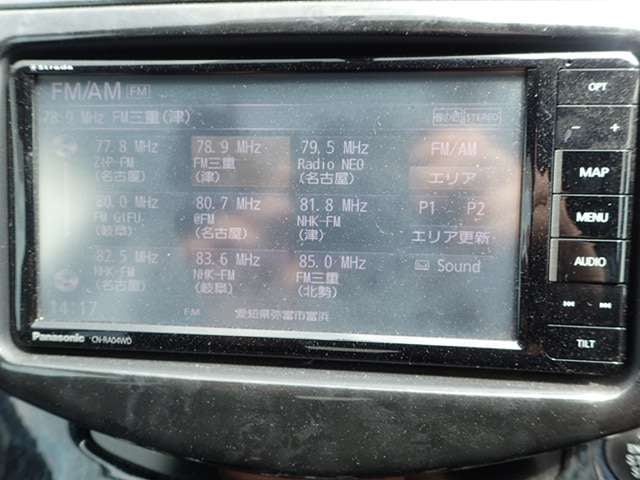 strada
FM/AM FM
78.9 MHz FM三重(津)
STEREO
77.8 MHz 78.9 MHz 79.5 MHz FM/AM
ZIP-FM FM三重 Radio NEO
(名古屋) (津) (名古屋) エリア
80.0 MHz 80.7 MHz 81.8 MHz P1 P2
FM GIFU. @FM NHK-FM
(岐阜) (名古屋) (津) エリア更新
82.5 MHz 83.6 MHz 85.0 MHz Sound
NHK-FM NHK-FM FM三重
(名古屋) (岐阜) (北勢)
14:17 FM 愛知県弥富市富浜
Panasonic CN-RA04WD
OPT
− +
MAP
MENU
AUDIO
TILT